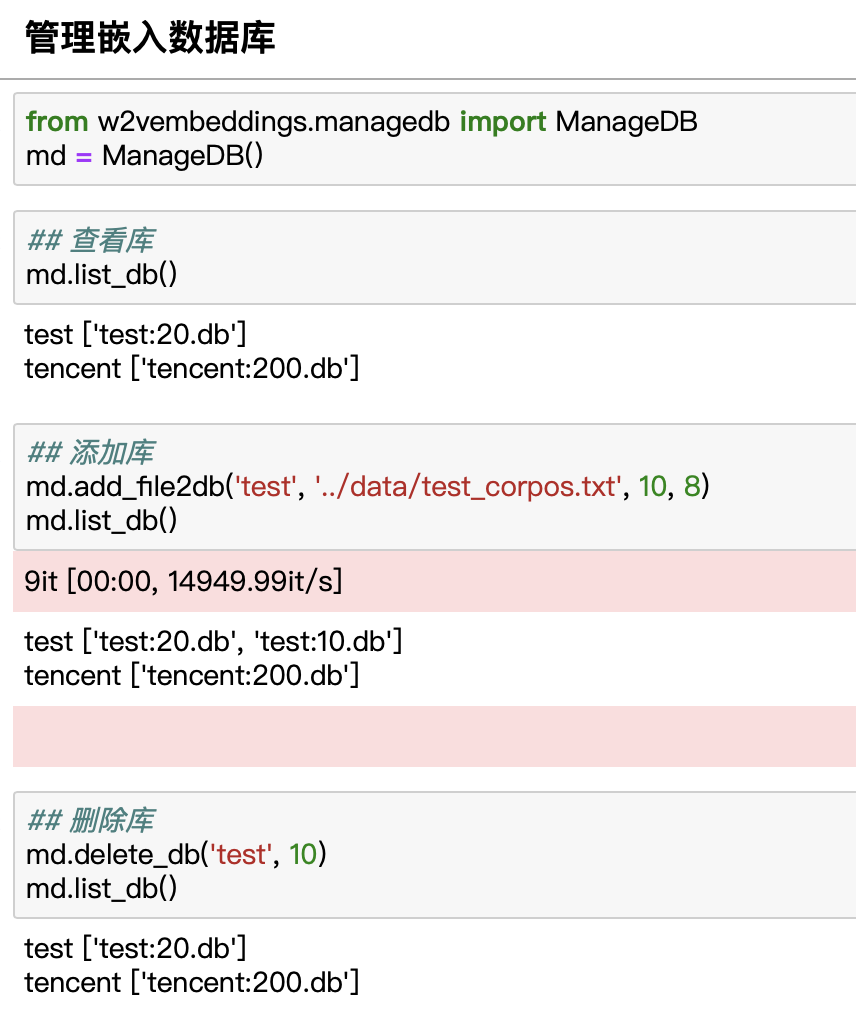 管理嵌入数据库
from w2vembeddings.managedb import ManageDB
md = ManageDB()
## 查看库
md.list_db()
test ['test:20.db']
tencent ['tencent:200.db']
## 添加库
md.add_file2db('test', '../data/test_corpos.txt', 10, 8)
md.list_db()
9it [00:00, 14949.99it/s]
test ['test:20.db', 'test:10.db']
tencent ['tencent:200.db']
## 删除库
md.delete_db('test', 10)
md.list_db()
test ['test:20.db']
tencent ['tencent:200.db']